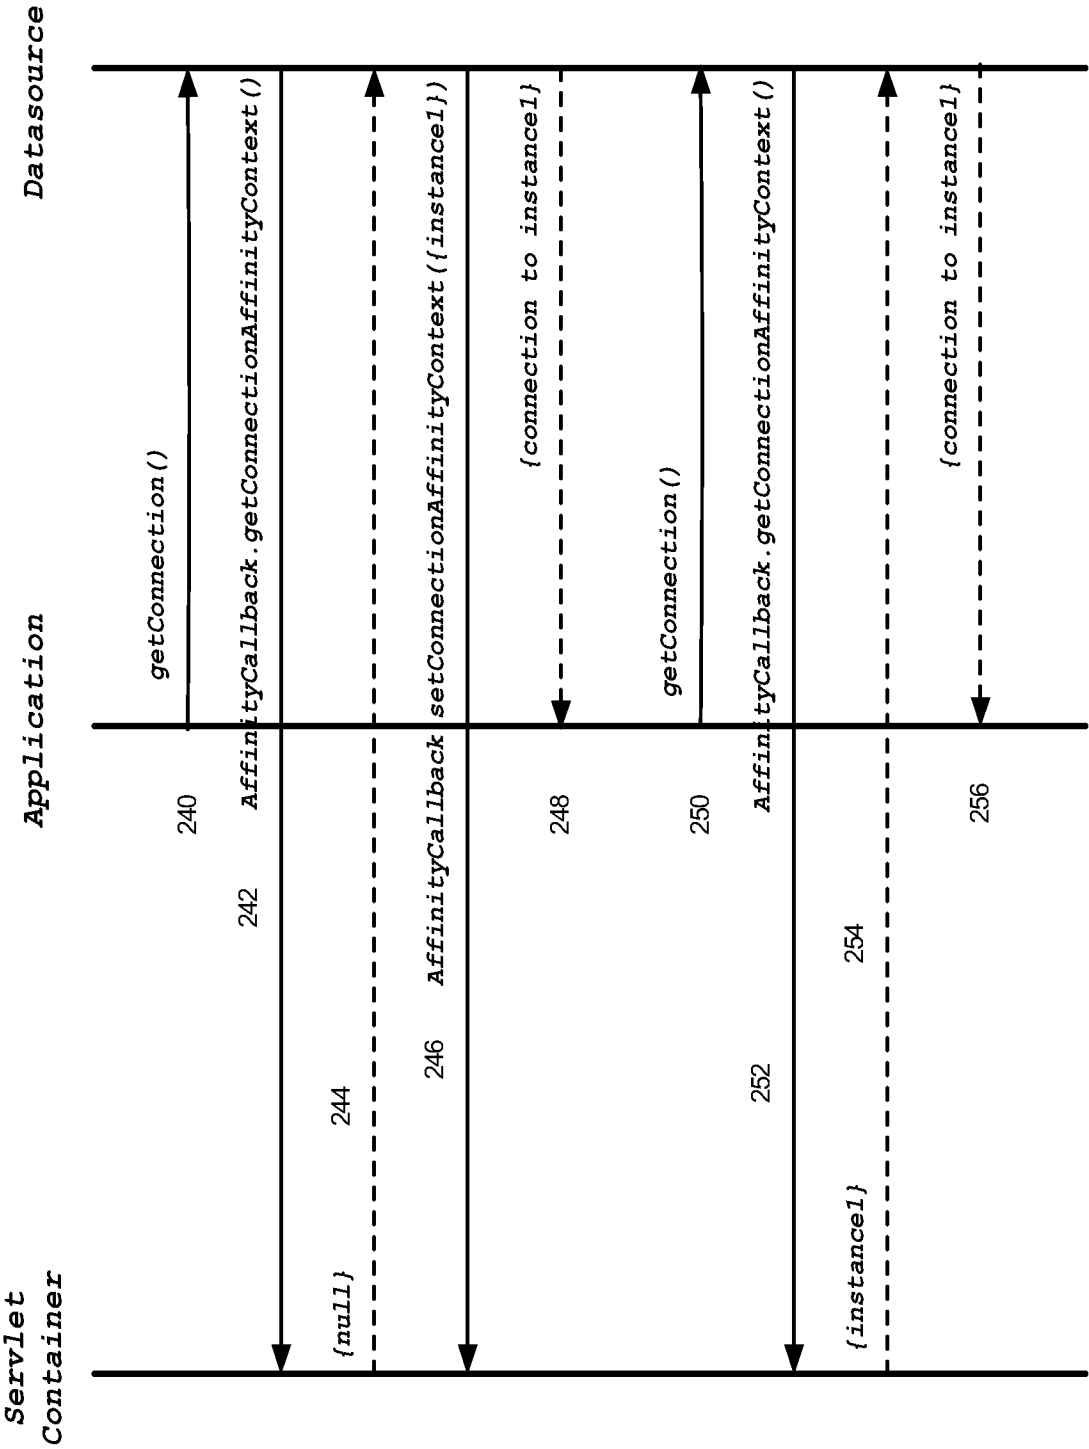 Servlet
Container
Application
Datasource
getConnection()
240
AffinityCallback.getConnectionAffinityContext()
242
{null}
244
AffinityCallback setConnectionAffinityContext({instance1})
246
{connection to instance1}
248
getConnection()
250
AffinityCallback.getConnectionAffinityContext()
252
{instance1}
254
{connection to instance1}
256